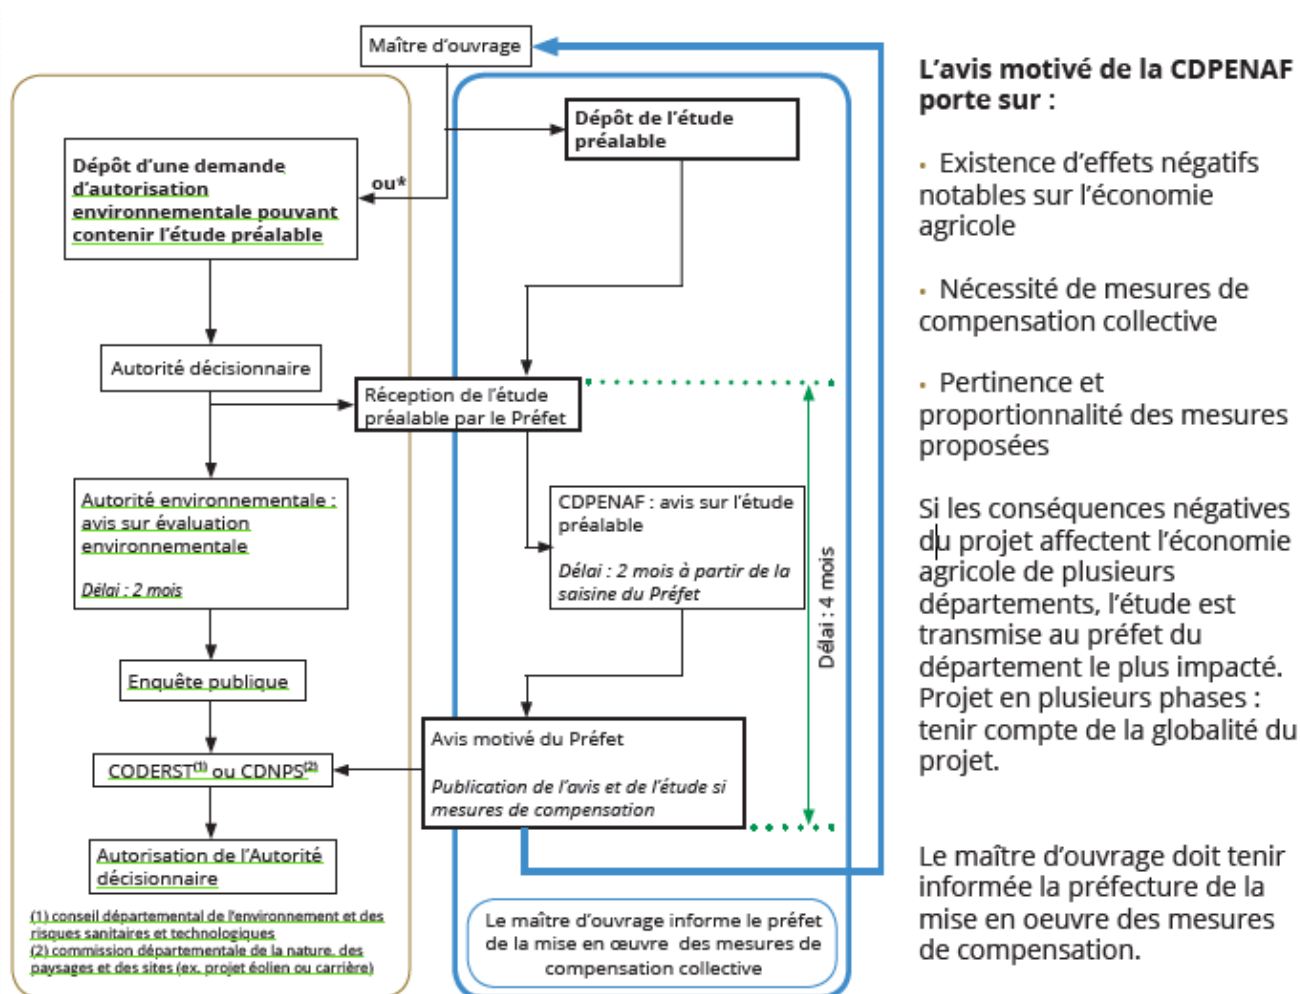 Maître d'ouvrage
Dépôt de l'étude
préalable
Dépôt d'une demande
d'autorisation
environnementale pouvant
contenir l'étude préalable
ou*
Autorité décisionnaire
Réception de l'étude
préalable par le Préfet
Autorité environnementale :
avis sur évaluation
environnementale
Délai : 2 mois
CDPENAF : avis sur l'étude
préalable
Délai : 2 mois à partir de la
saisine du Préfet
Délai : 4 mois
Enquête publique
Avis motivé du Préfet
Publication de l'avis et de l'étude si
mesures de compensation
CODERST(1) ou CDNPS(2)
Autorisation de l'Autorité
décisionnaire
(1) conseil départemental de l'environnement et des
risques sanitaires et technologiques
(2) commission départementale de la nature, des
paysages et des sites (ex. projet éolien ou carrière)
Le maître d'ouvrage informe le préfet
de la mise en œuvre des mesures de
compensation collective
L'avis motivé de la CDPENAF
porte sur :
• Existence d'effets négatifs
notables sur l'économie
agricole
• Nécessité de mesures de
compensation collective
• Pertinence et
proportionnalité des mesures
proposées
Si les conséquences négatives
du projet affectent l'économie
agricole de plusieurs
départements, l'étude est
transmise au préfet du
département le plus impacté.
Projet en plusieurs phases :
tenir compte de la globalité du
projet.
Le maître d'ouvrage doit tenir
informée la préfecture de la
mise en oeuvre des mesures
de compensation.